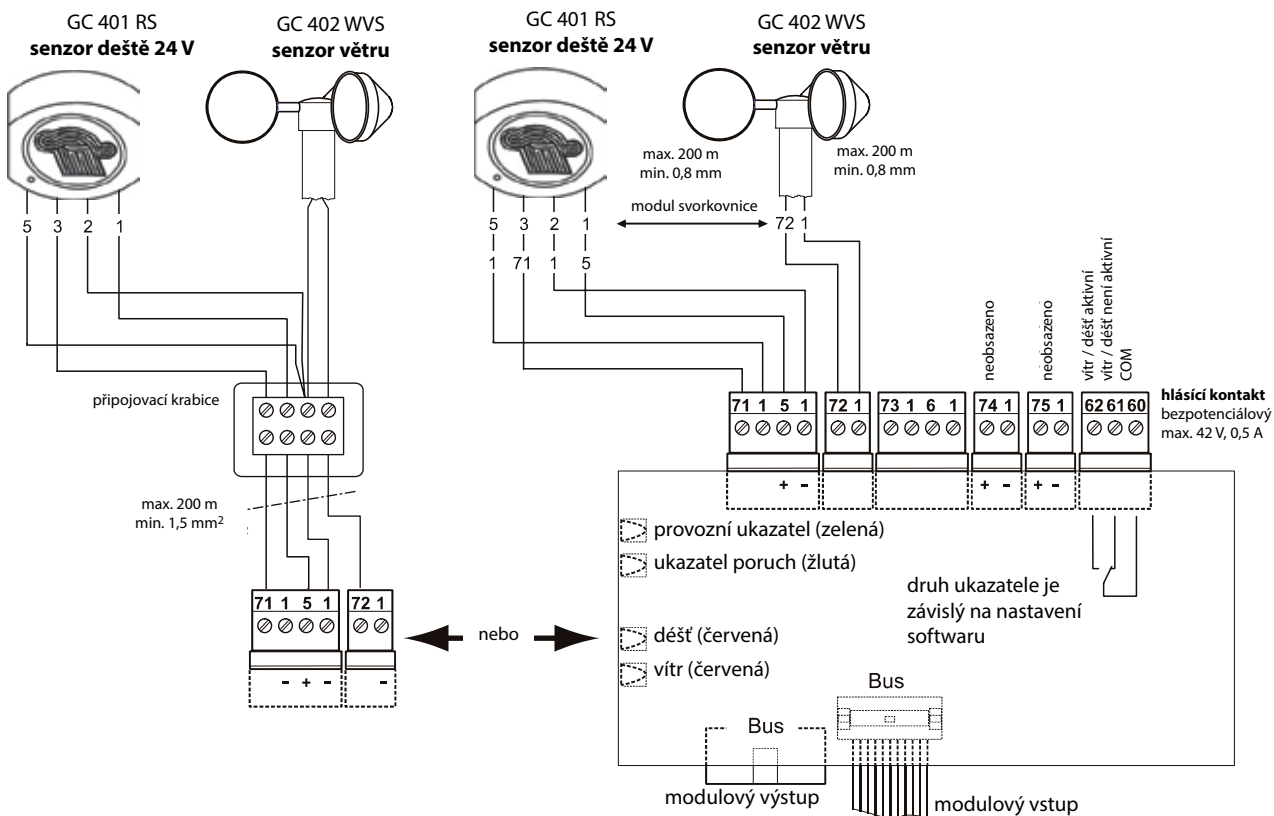 GC 401 RS
senzor deště 24 V
GC 402 WVS
senzor větru
GC 401 RS
senzor deště 24 V
GC 402 WVS
senzor větru
max. 200 m
min. 0,8 mm
max. 200 m
min. 0,8 mm
modul svorkovnice
5 3 2 1
5 3 2 1
72 1
1 71 1 5
připojovací krabice
max. 200 m
min. 1,5 mm²
neobsazeno
neobsazeno
vítr / déšť aktivní
vítr / déšť není aktivní
COM
71 1 5 1
72 1
73 1 6 1
74 1
75 1
62 61 60
hlásící kontakt
bezpotenciálový
max. 42 V, 0,5 A
+ -
+ -
+ -
provozní ukazatel (zelená)
ukazatel poruch (žlutá)
druh ukazatele je
závislý na nastavení
softwaru
71 1 5 1
72 1
- + -
-
nebo
déšť (červená)
vítr (červená)
Bus
Bus
modulový výstup
modulový vstup